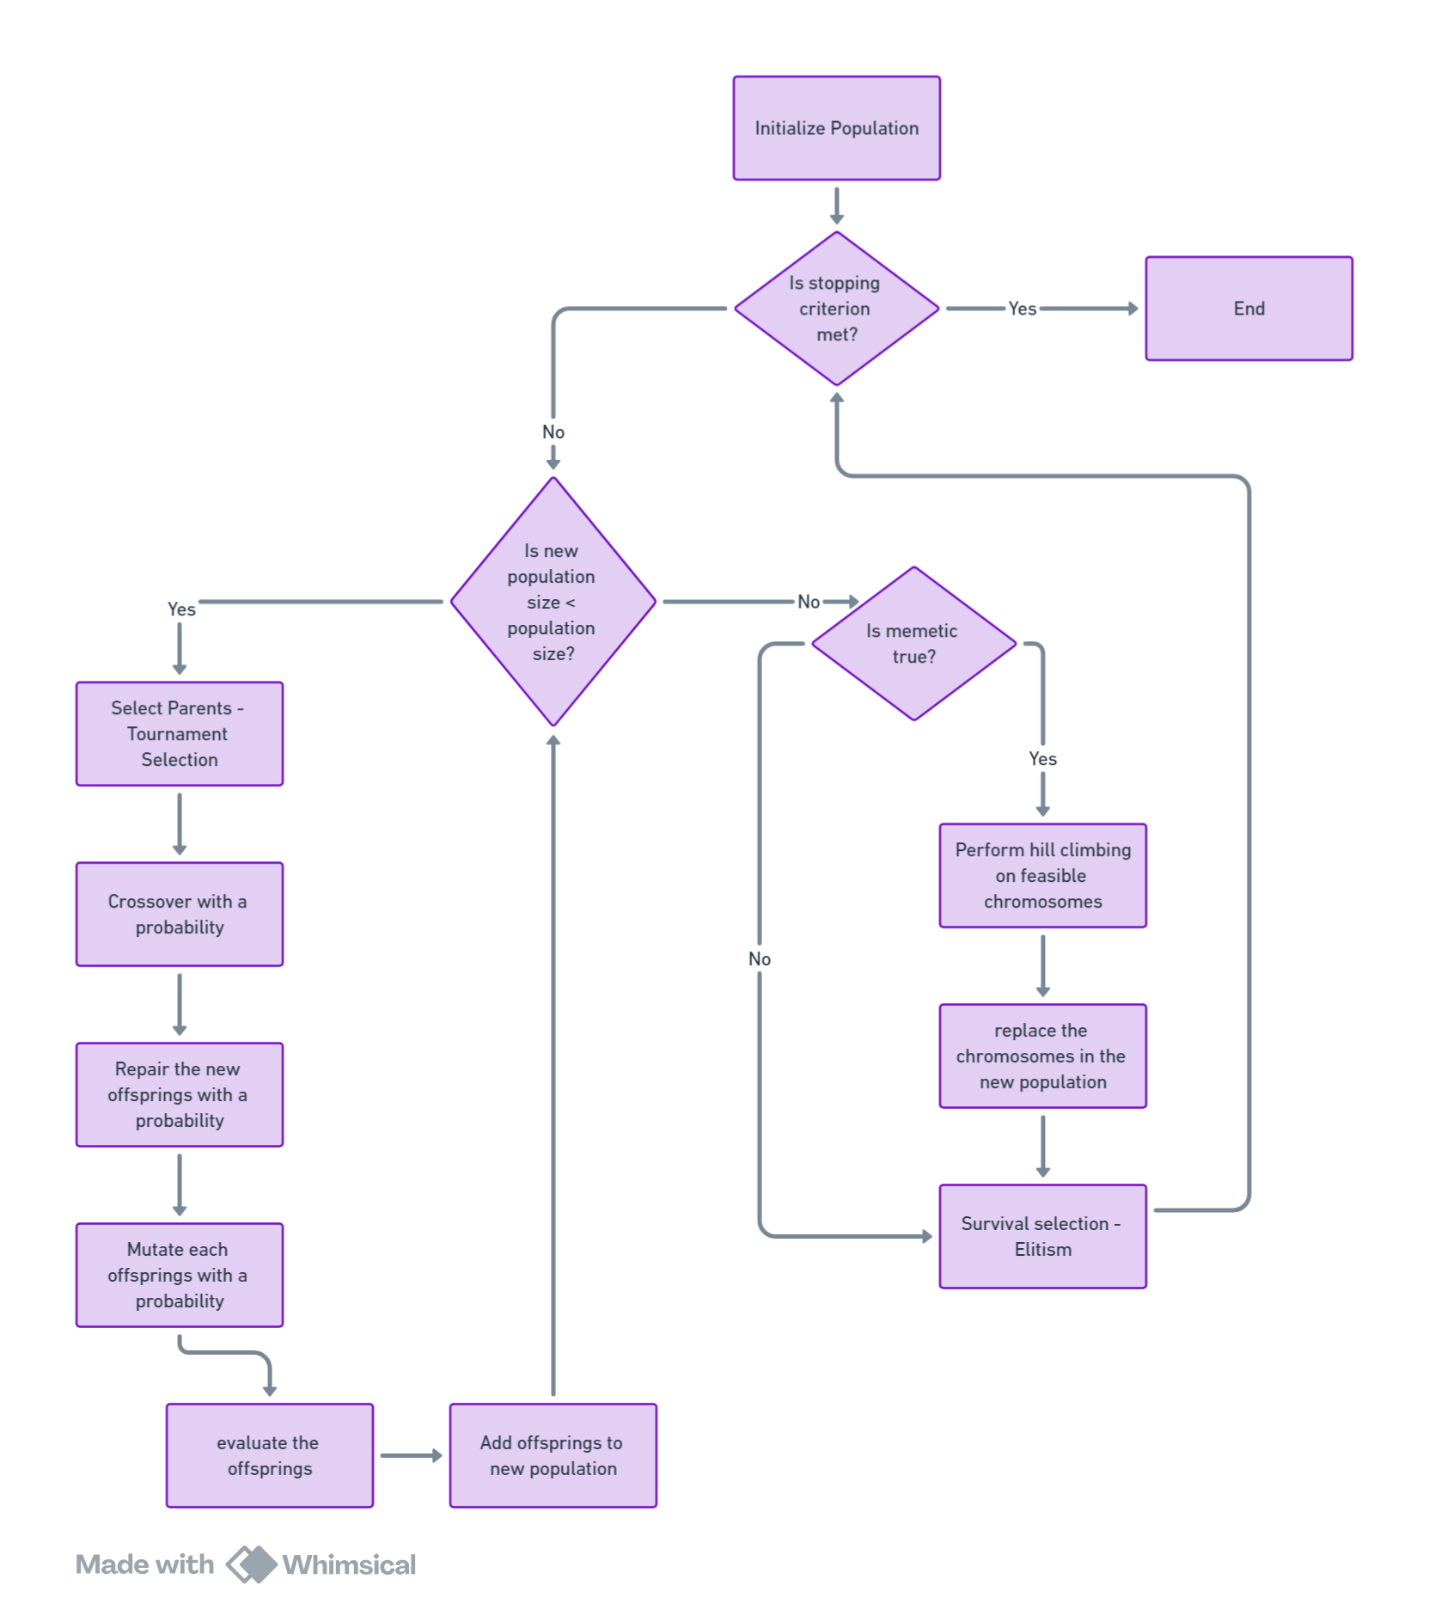 Initialize Population
Is stopping
criterion
met?
Yes
End
No
Is new
population
size <
population
size?
Yes
No
Is memetic
true?
Select Parents -
Tournament
Selection
Yes
Perform hill climbing
on feasible
chromosomes
Crossover with a
probability
No
replace the
chromosomes in the
new population
Repair the new
offsprings with a
probability
Survival selection -
Elitism
Mutate each
offsprings with a
probability
evaluate the
offsprings
Add offsprings to
new population
Made with Whimsical